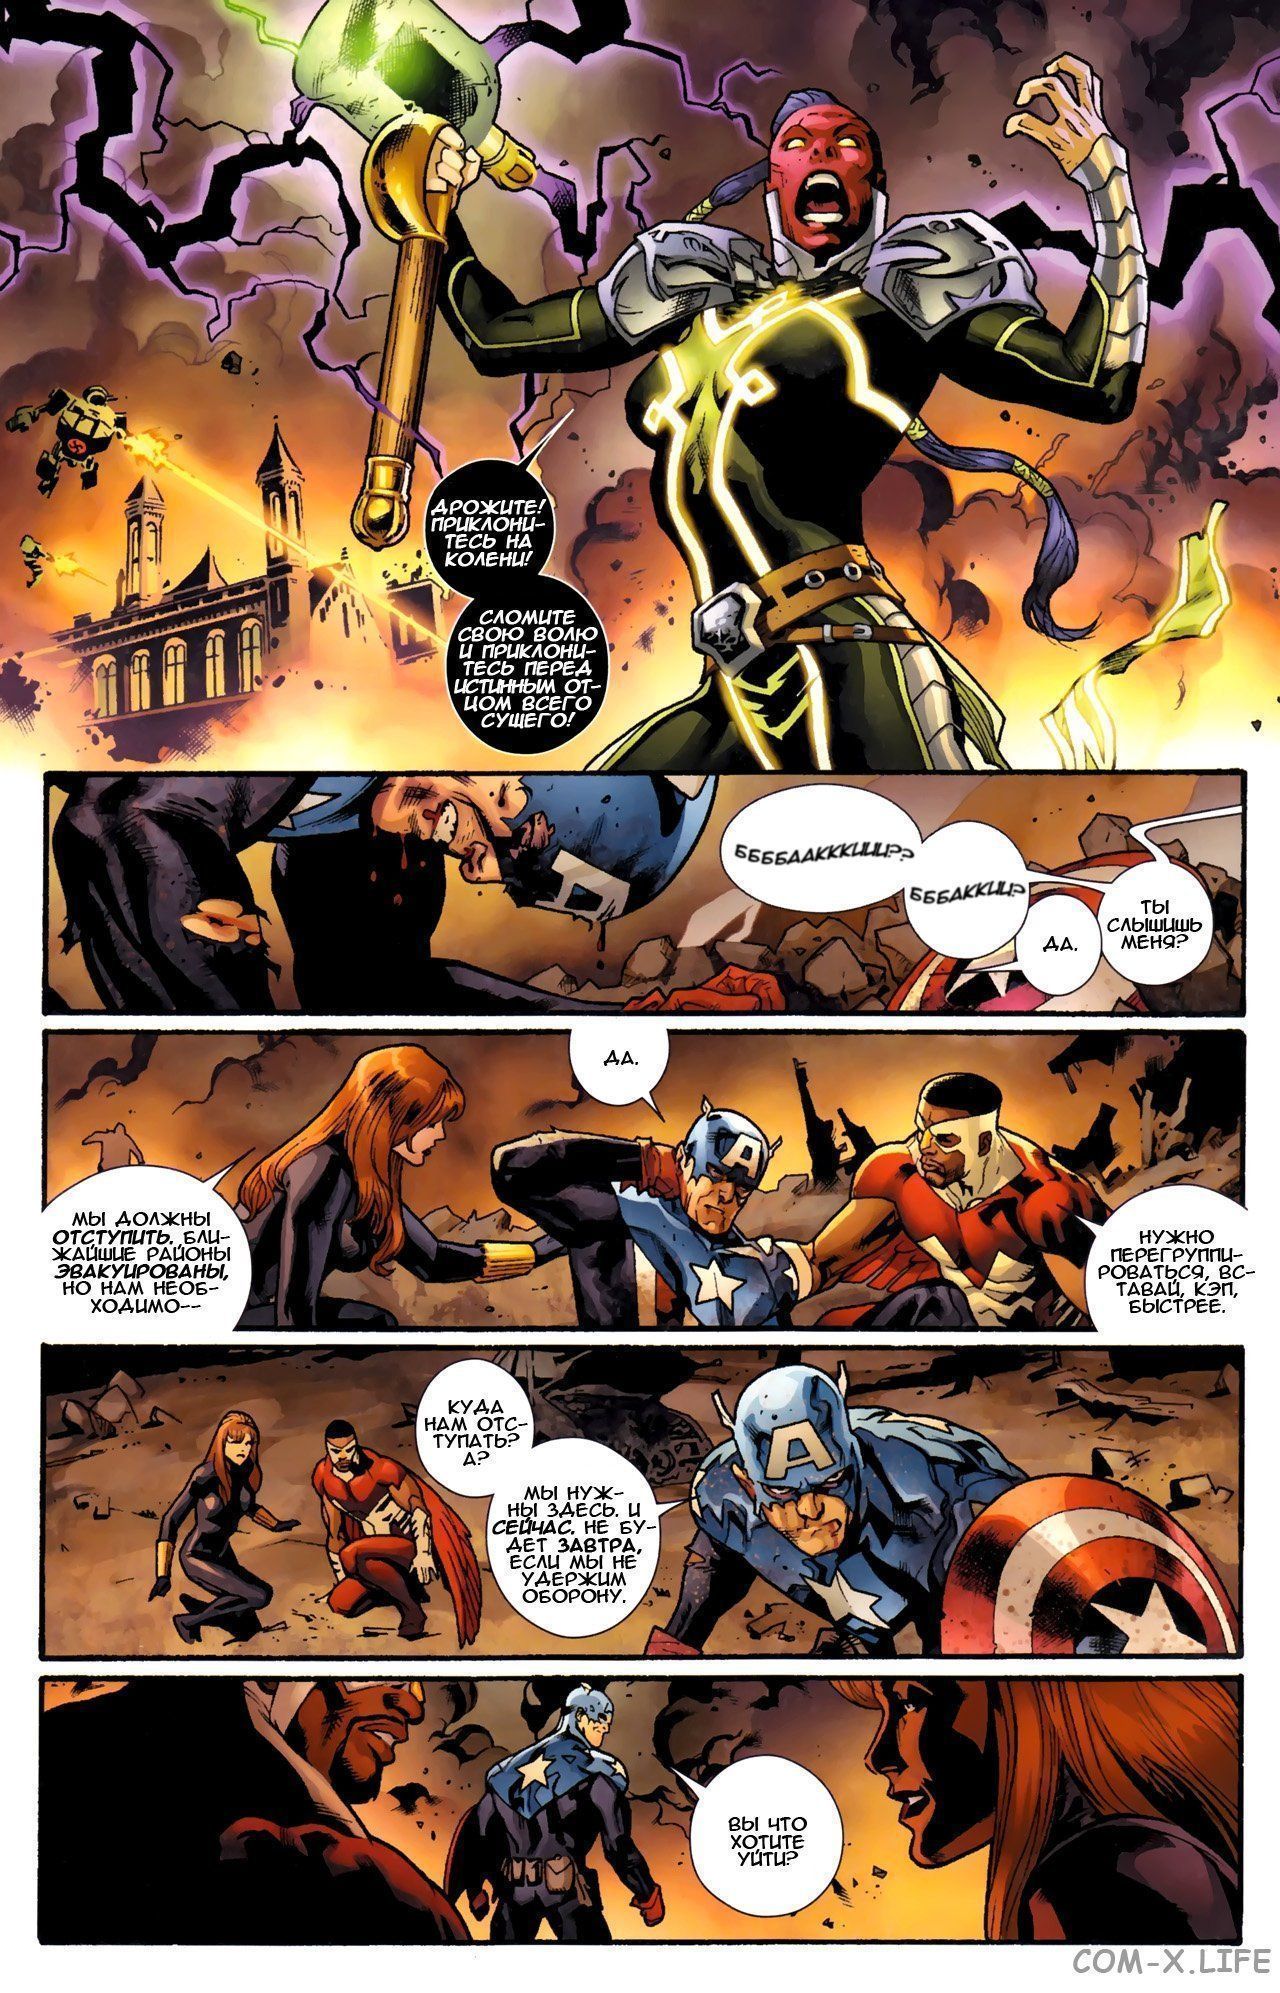 ДРОЖИТЕ!
ПРИКЛОНИ-
ТЕСЬ НА
КОЛЕНИ!
СЛОМИТЕ
СВОЮ ВОЛЮ
И ПРИКЛОНИ-
ТЕСЬ ПЕРЕД
ИСТИННЫМ ОТ-
ЦОМ ВСЕГО
СУЩЕГО!
ББББААКККИИИ??
БББАККИИ?
ТЫ
СЛЫШИШЬ
МЕНЯ?
ДА.
ДА.
МЫ ДОЛЖНЫ
ОТСТУПИТЬ. БЛИ-
ЖАЙШИЕ РАЙОНЫ
ЭВАКУИРОВАНЫ,
НО НАМ НЕОБ-
ХОДИМО--
НУЖНО
ПЕРЕГРУППИ-
РОВАТЬСЯ, ВС-
ТАВАЙ, КЭП,
БЫСТРЕЕ.
КУДА
НАМ ОТС-
ТУПАТЬ?
А?
МЫ НУЖ-
НЫ ЗДЕСЬ. И
СЕЙЧАС. НЕ БУ-
ДЕТ ЗАВТРА,
ЕСЛИ МЫ НЕ
УДЕРЖИМ
ОБОРОНУ.
ВЫ ЧТО
ХОТИТЕ
УЙТИ?
COM-X.LIFE